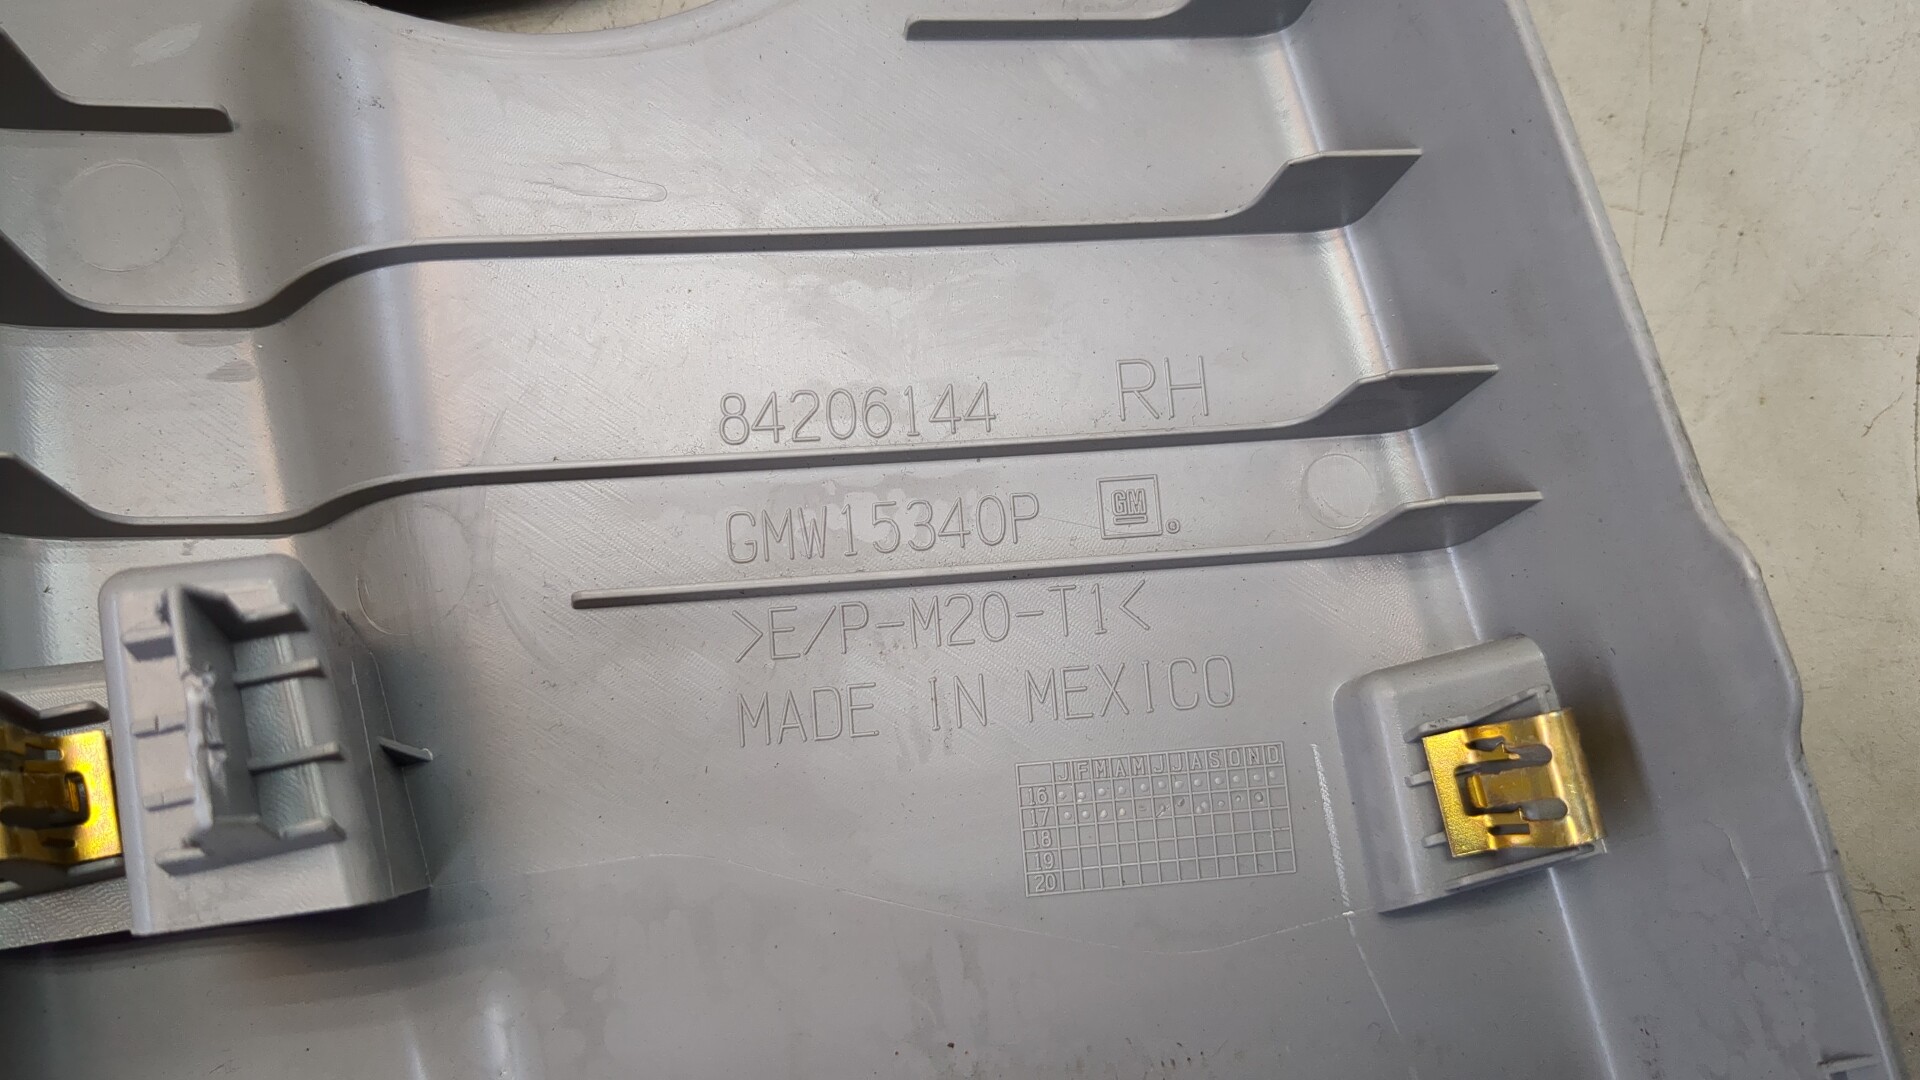 84206144 RH
GMW15340P GM
>E/P-M20-T1<
MADE IN MEXICO
J F M A M J J A S O N D
16
17
18
19
20